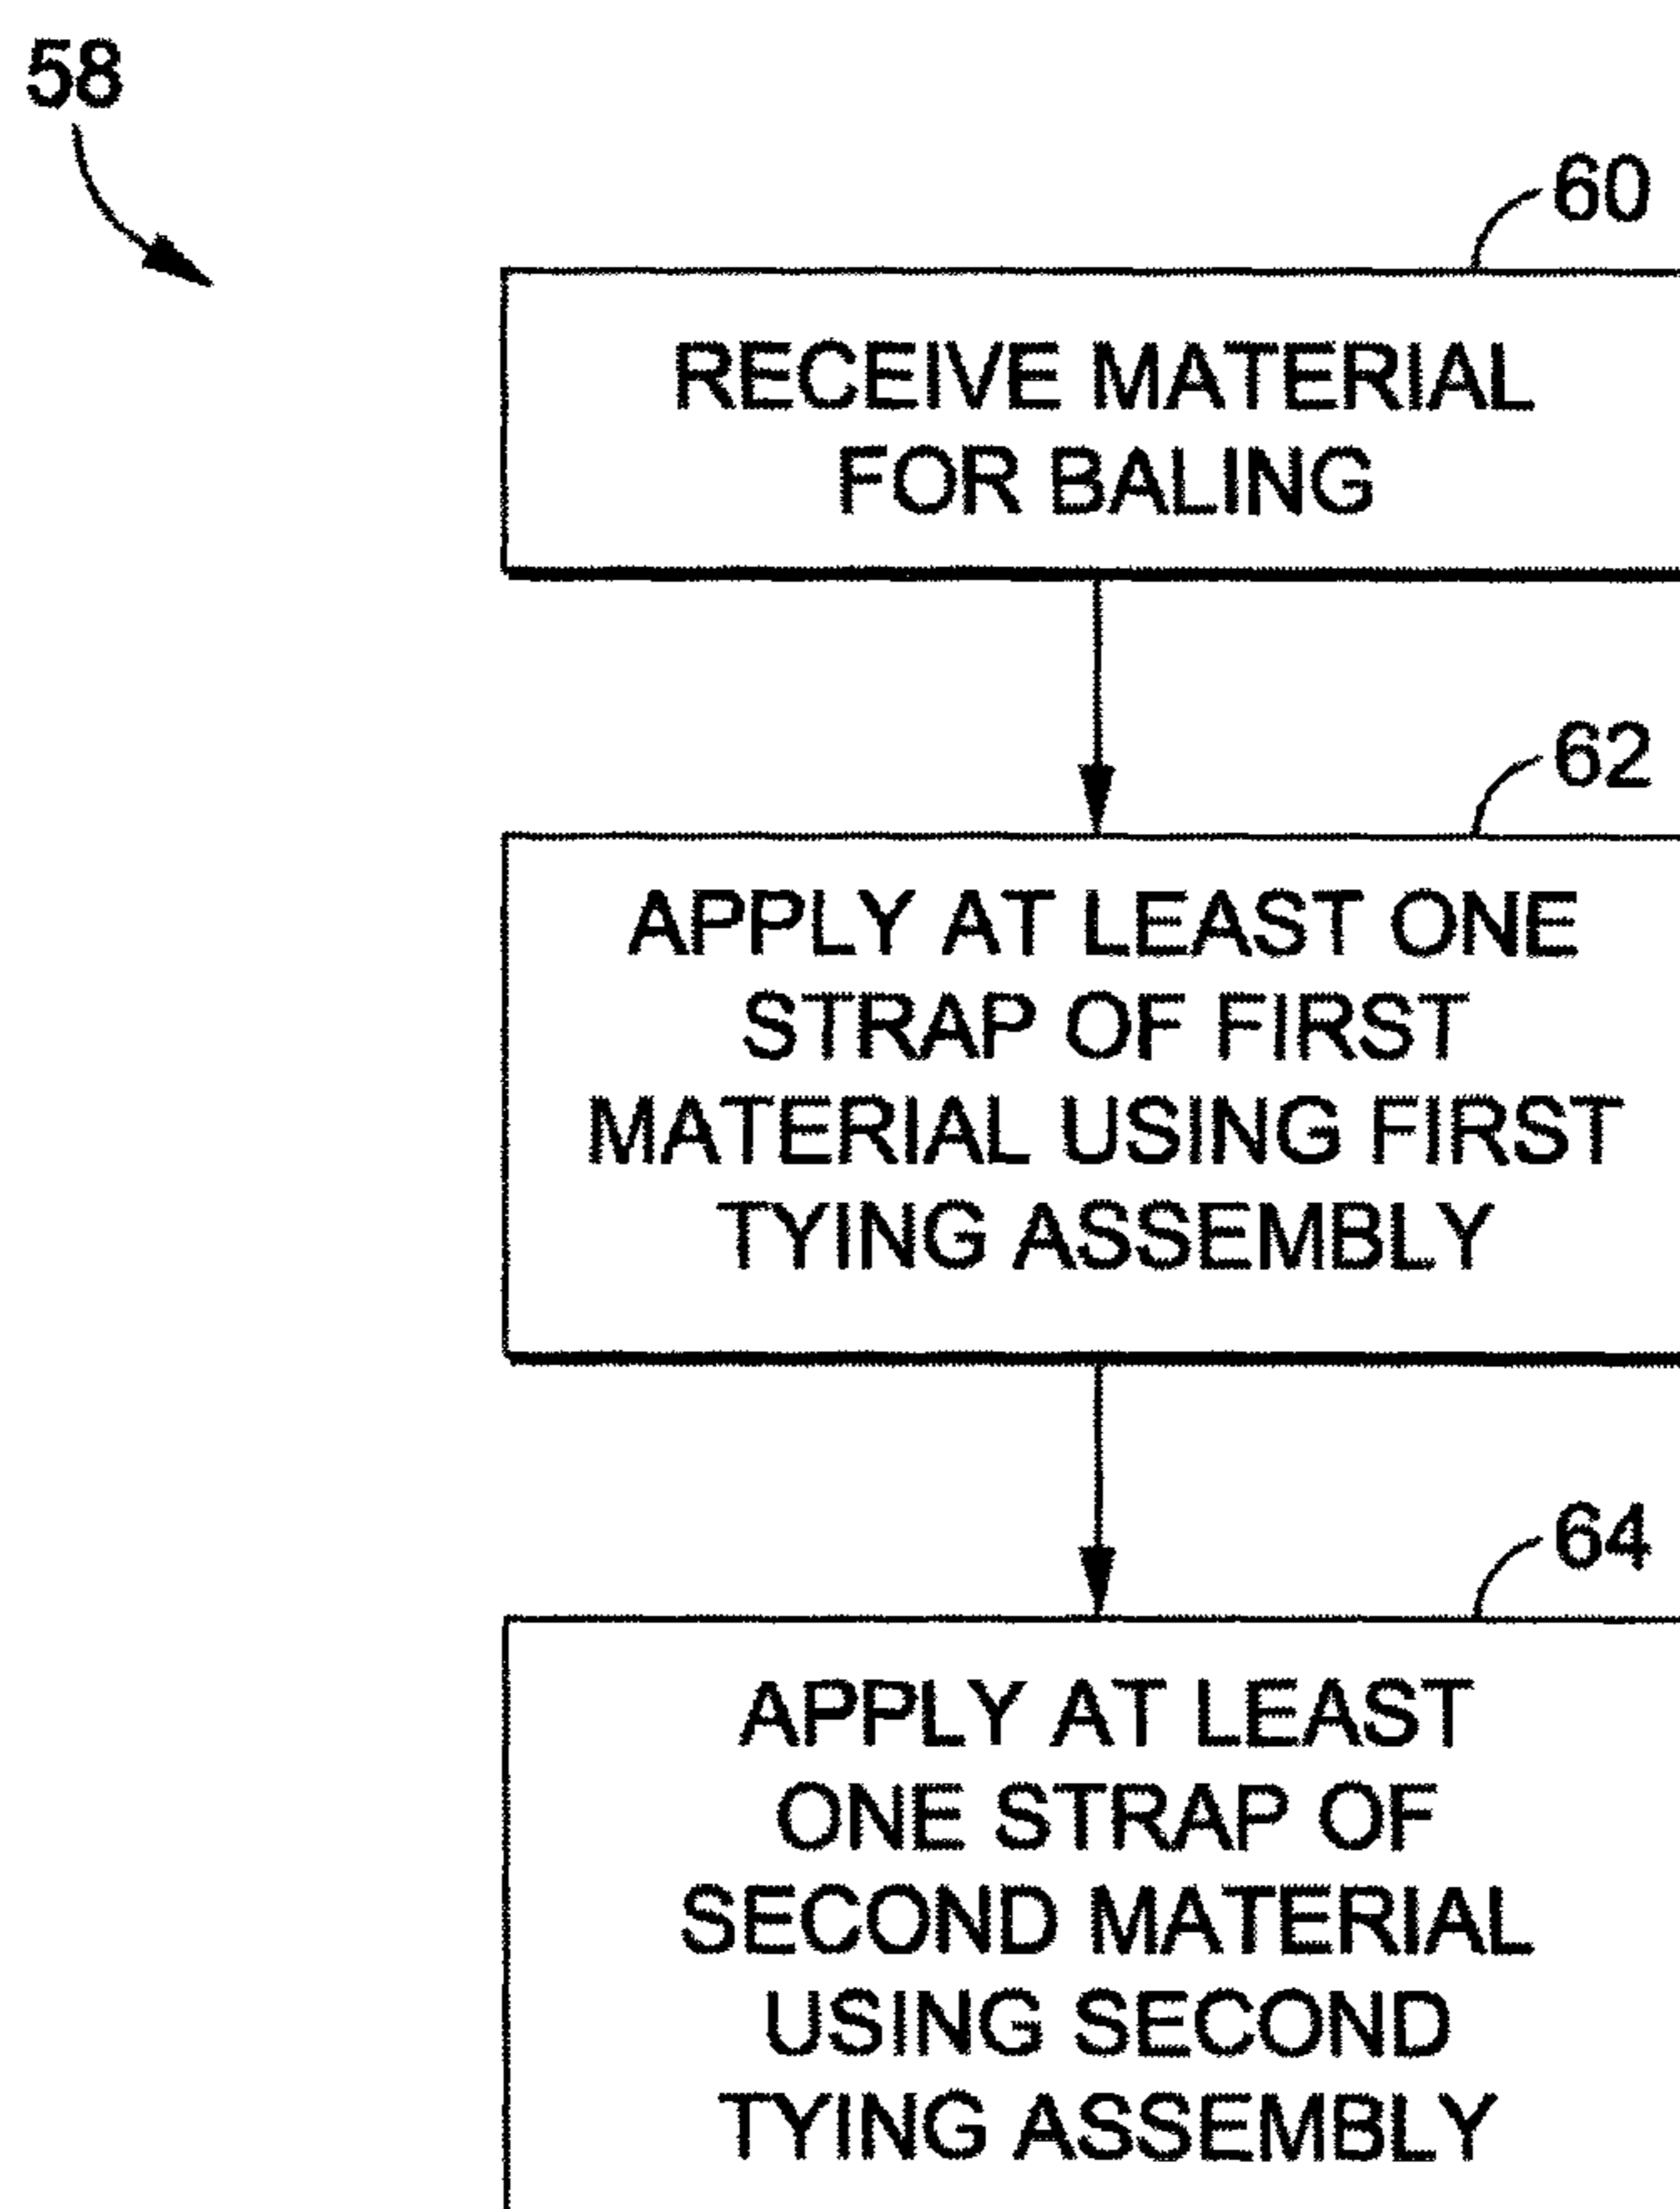 58
60
RECEIVE MATERIAL
FOR BALING
62
APPLY AT LEAST ONE
STRAP OF FIRST
MATERIAL USING FIRST
TYING ASSEMBLY
64
APPLY AT LEAST
ONE STRAP OF
SECOND MATERIAL
USING SECOND
TYING ASSEMBLY